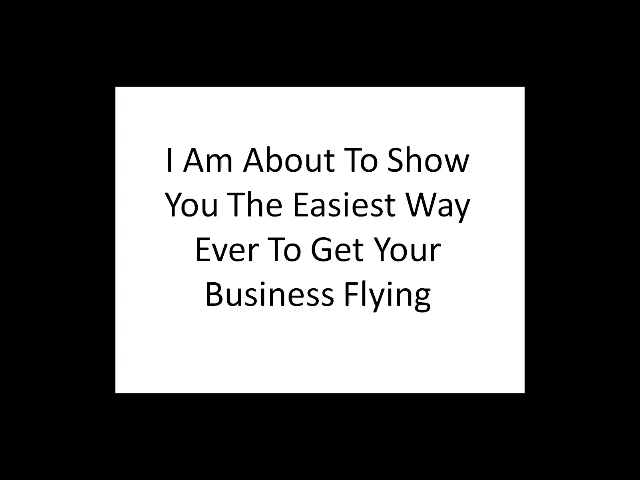 I Am About To Show
You The Easiest Way
Ever To Get Your
Business Flying